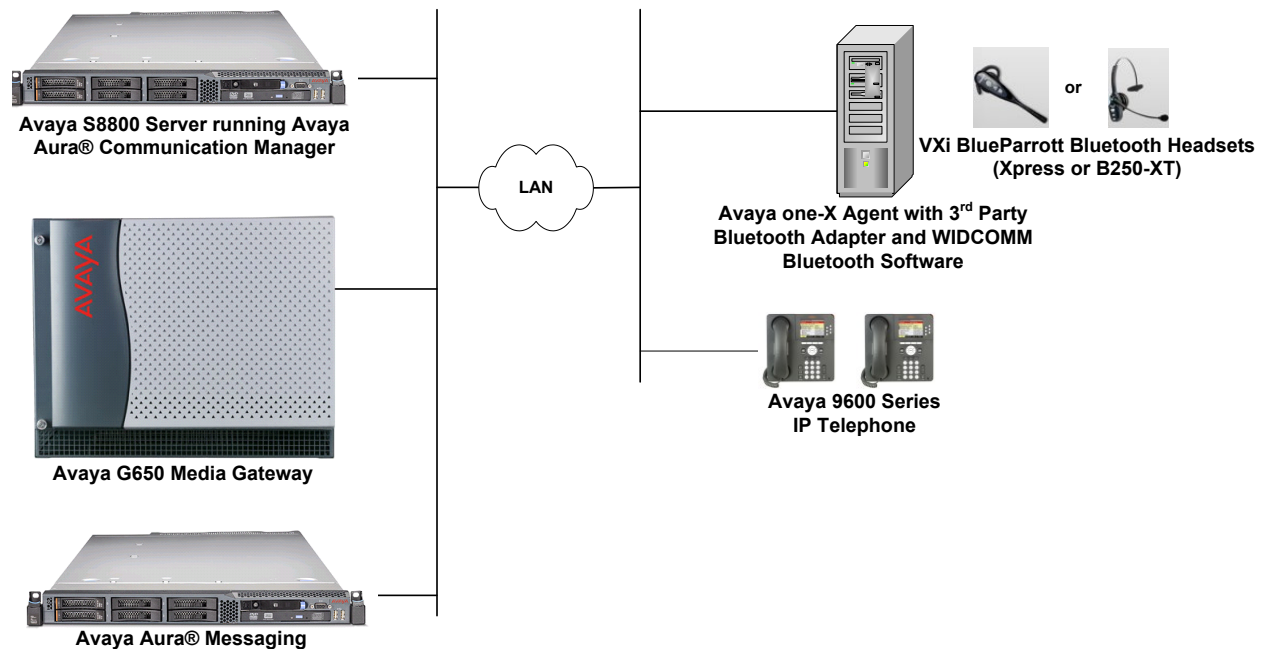 Avaya S8800 Server running Avaya
Aura® Communication Manager
AVAYA
Avaya G650 Media Gateway
Avaya Aura® Messaging
LAN
or
VXi BlueParrott Bluetooth Headsets
(Xpress or B250-XT)
Avaya one-X Agent with 3rd Party
Bluetooth Adapter and WIDCOMM
Bluetooth Software
Avaya 9600 Series
IP Telephone